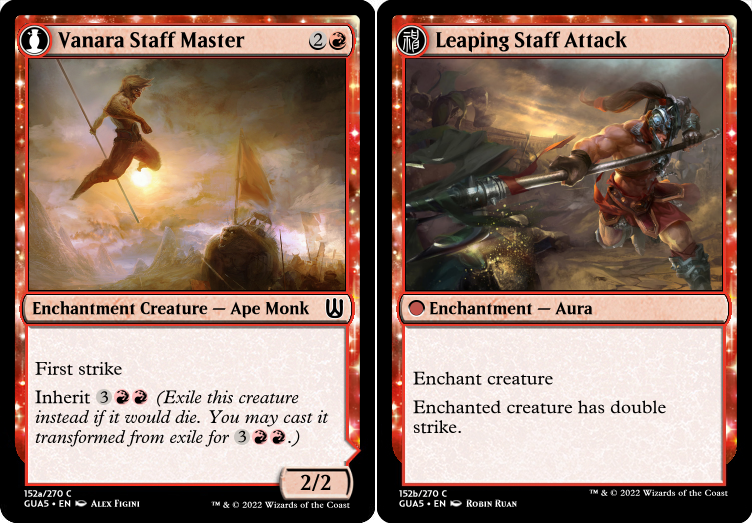 Vanara Staff Master 2
Enchantment Creature — Ape Monk
First strike
Inherit 3 (Exile this creature
instead if it would die. You may cast it
transformed from exile for 3.)
2/2
152a/270 C
GUA5 • EN Alex Figini
™ & © 2022 Wizards of the Coast
Leaping Staff Attack
Enchantment — Aura
Enchant creature
Enchanted creature has double
strike.
152b/270 C
GUA5 • EN Robin Ruan
™ & © 2022 Wizards of the Coast